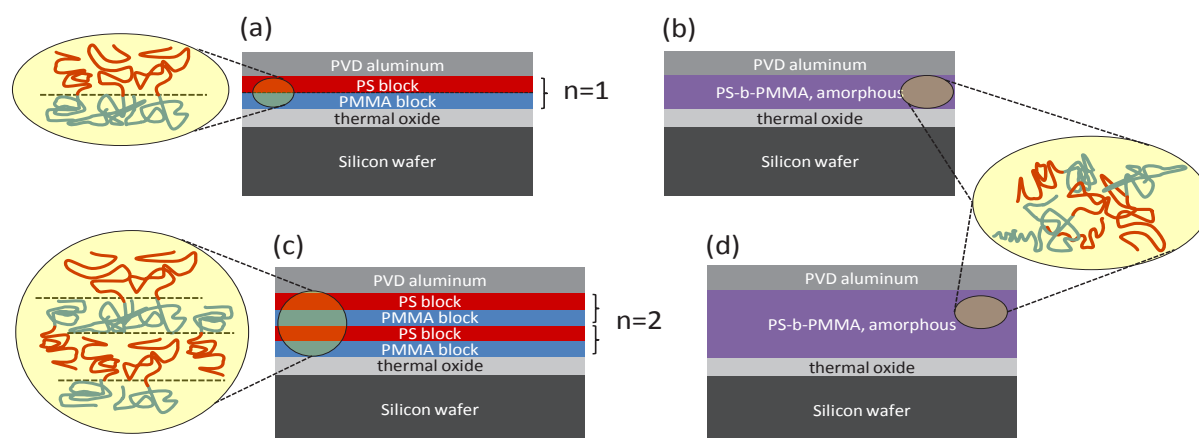 (a)
PVD aluminum
PS block
PMMA block
thermal oxide
Silicon wafer
n=1
(b)
PVD aluminum
PS-b-PMMA, amorphous
thermal oxide
Silicon wafer
(c)
PVD aluminum
PS block
PMMA block
PS block
PMMA block
thermal oxide
Silicon wafer
n=2
(d)
PVD aluminum
PS-b-PMMA, amorphous
thermal oxide
Silicon wafer